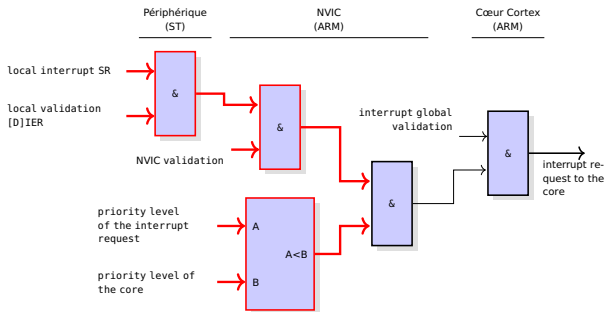 Périphérique
(ST)
NVIC
(ARM)
Cœur Cortex
(ARM)
local interrupt SR
local validation
[D]IER
&
NVIC validation
&
interrupt global
validation
&
interrupt re-
quest to the
core
&
priority level
of the interrupt
request
A
A<B
priority level of
the core
B